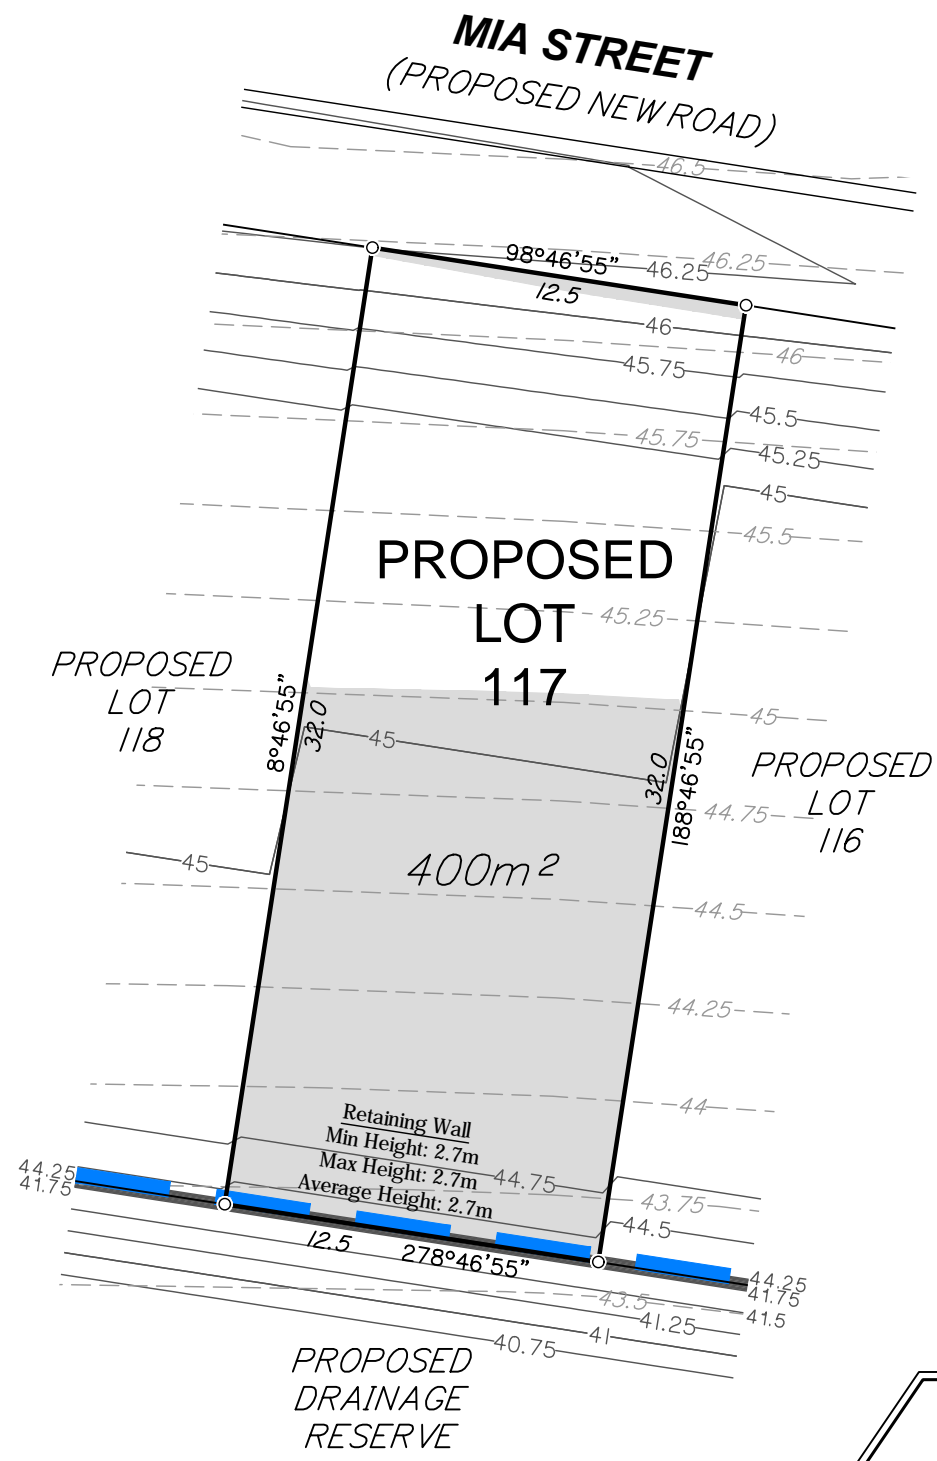 MIA STREET
(PROPOSED NEW ROAD)
46.5
98°46'55"
46.25
46.25
12.5
46
46
45.75
45.5
45.75
45.25
45
45.5
PROPOSED
LOT
117
45.25
PROPOSED
LOT
118
8°46'55"
32.0
45
45
32.0
188°46'55"
PROPOSED
LOT
116
44.75
45
400m²
44.5
44.25
44
Retaining Wall
Min Height: 2.7m
Max Height: 2.7m
Average Height: 2.7m
44.75
43.75
44.5
44.25
41.75
12.5
278°46'55"
44.25
41.75
41.5
43.5
41.25
41
40.75
PROPOSED
DRAINAGE
RESERVE